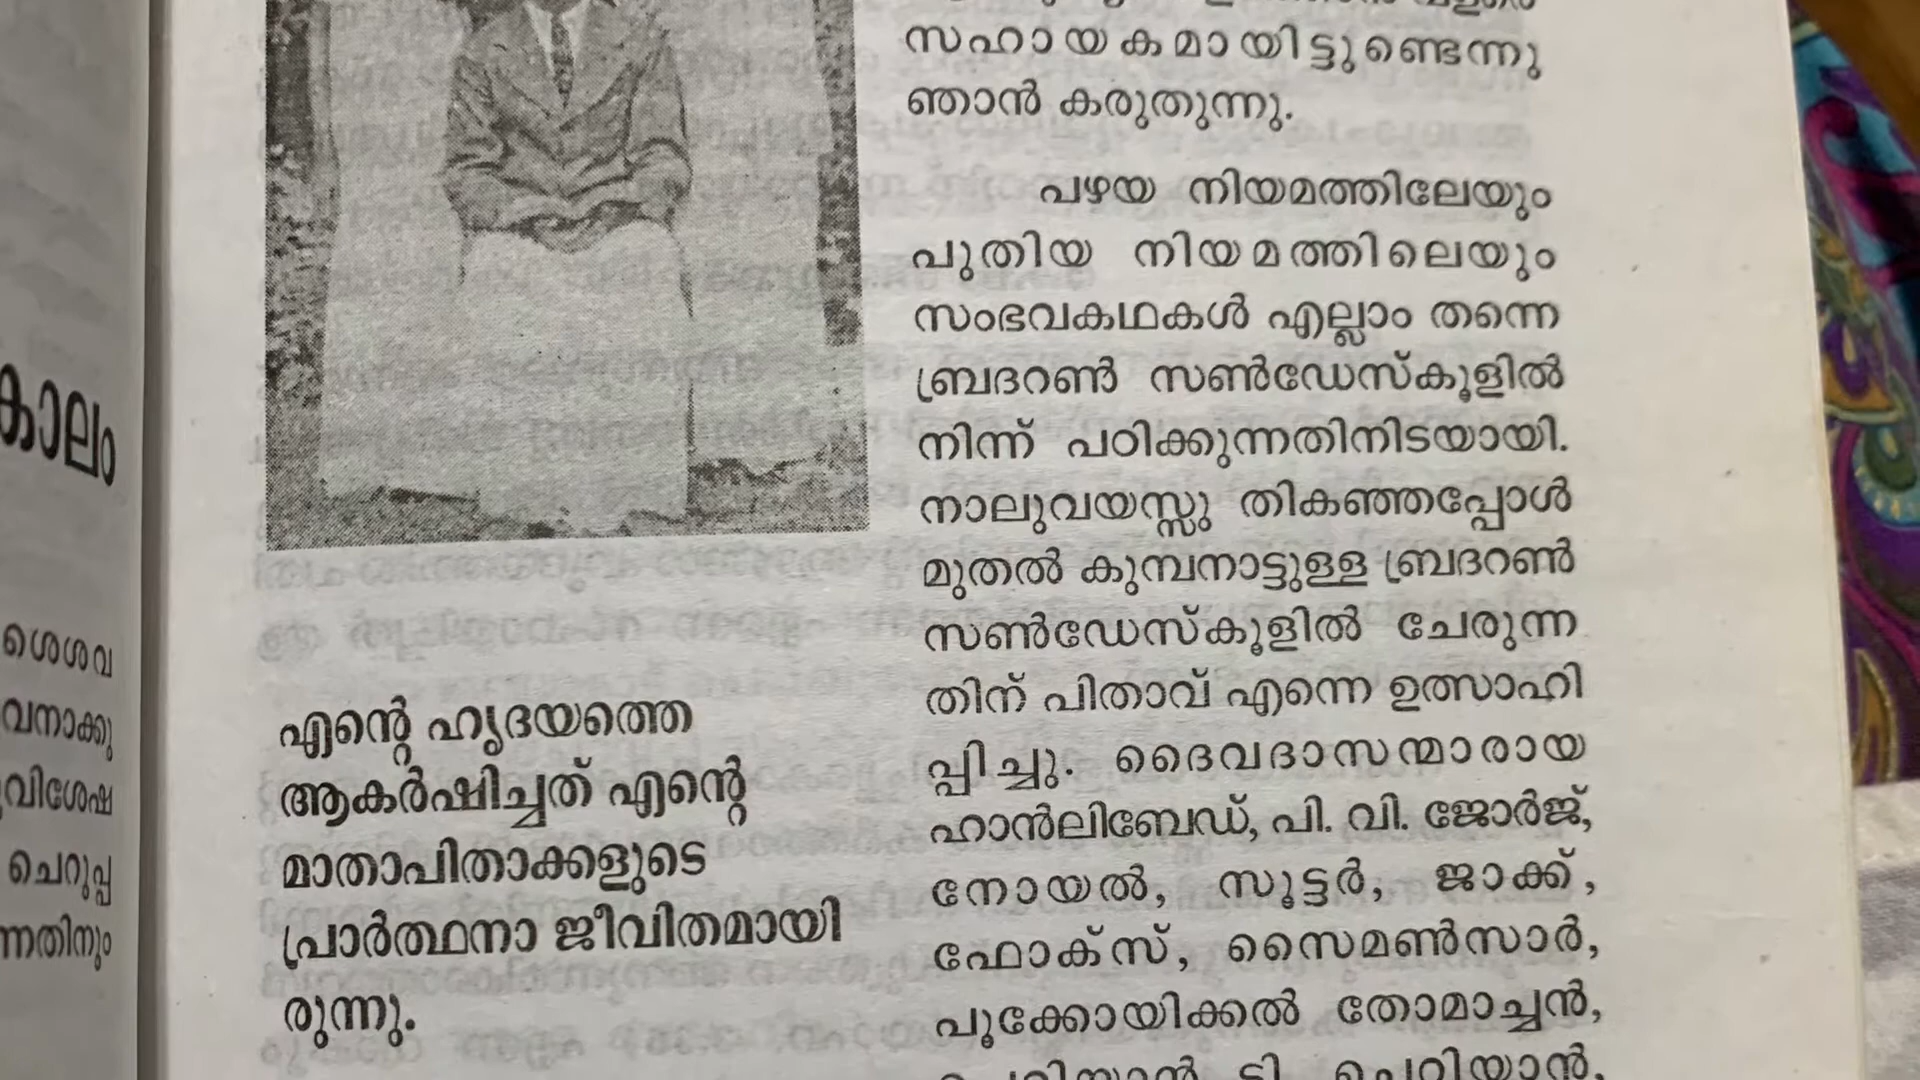 കാലം
ശൈശവ
വനാക്കു
വിശേഷ
ചെറുപ്പ
ന്നതിനും
എന്റെ ഹൃദയത്തെ
ആകർഷിച്ചത് എന്റെ
മാതാപിതാക്കളുടെ
പ്രാർത്ഥനാ ജീവിതമായി
രുന്നു.
സഹായകമായിട്ടുണ്ടെന്നു
ഞാൻ കരുതുന്നു.
പഴയ നിയമത്തിലേയും
പുതിയ നിയമത്തിലെയും
സംഭവകഥകൾ എല്ലാം തന്നെ
ബ്രദറൺ സൺഡേസ്കൂളിൽ
നിന്ന് പഠിക്കുന്നതിനിടയായി.
നാലുവയസ്സു തികഞ്ഞപ്പോൾ
മുതൽ കുമ്പനാട്ടുള്ള ബ്രദറൺ
സൺഡേസ്കൂളിൽ ചേരുന്ന
തിന് പിതാവ് എന്നെ ഉത്സാഹി
പ്പിച്ചു. ദൈവദാസന്മാരായ
ഹാൻലിബേഡ്, പി. വി. ജോർജ്,
നോയൽ, സൂട്ടർ, ജാക്ക്,
ഫോക്സ്, സൈമൺസാർ,
പൂക്കോയിക്കൽ തോമാച്ചൻ,
ടി. ചെറിയാൻ,